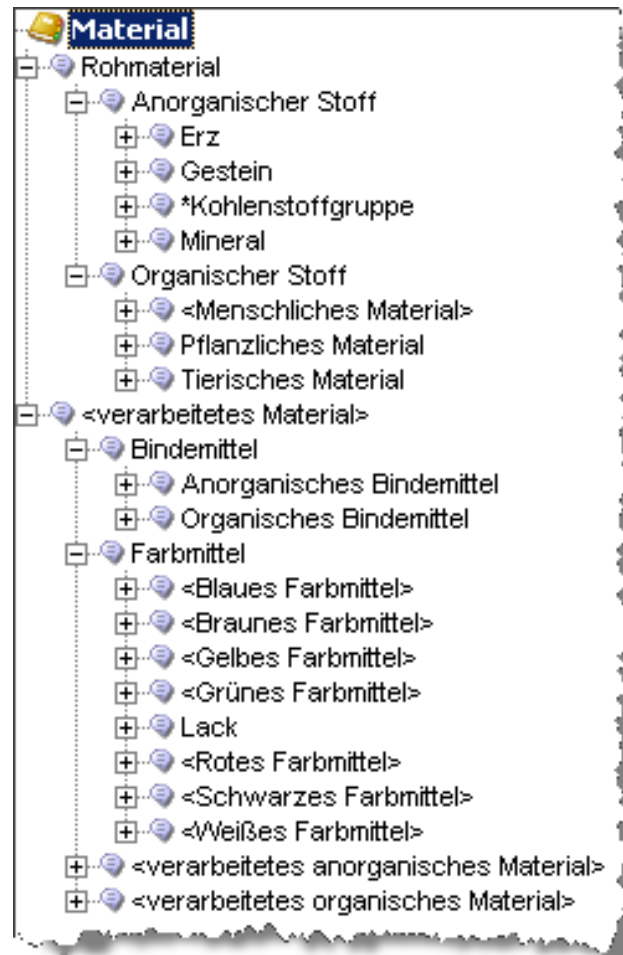 Material
Rohmaterial
Anorganischer Stoff
Erz
Gestein
*Kohlenstoffgruppe
Mineral
Organischer Stoff
<Menschliches Material>
Pflanzliches Material
Tierisches Material
<verarbeitetes Material>
Bindemittel
Anorganisches Bindemittel
Organisches Bindemittel
Farbmittel
<Blaues Farbmittel>
<Braunes Farbmittel>
<Gelbes Farbmittel>
<Grünes Farbmittel>
Lack
<Rotes Farbmittel>
<Schwarzes Farbmittel>
<Weißes Farbmittel>
<verarbeitetes anorganisches Material>
<verarbeitetes organisches Material>